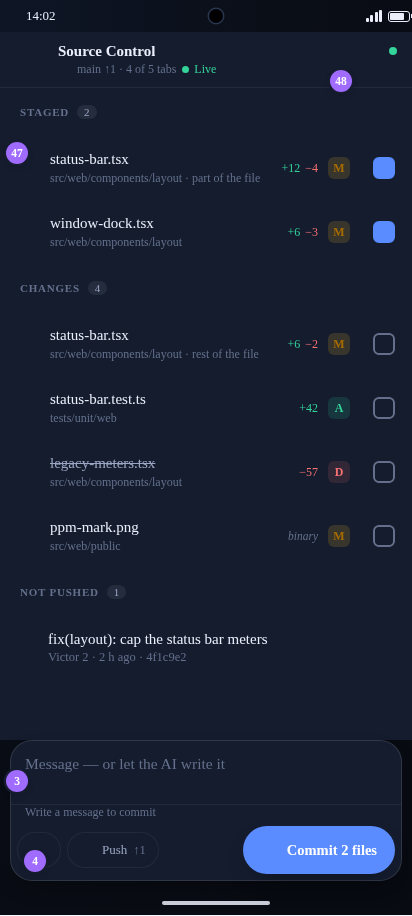 14:02
Source Control
main ↑1 · 4 of 5 tabs ● Live
48
STAGED 2
47
status-bar.tsx
src/web/components/layout · part of the file
+12 −4 M
window-dock.tsx
src/web/components/layout
+6 −3 M
CHANGES 4
status-bar.tsx
src/web/components/layout · rest of the file
+6 −2 M
status-bar.test.ts
tests/unit/web
+42 A
legacy-meters.tsx
src/web/components/layout
−57 D
ppm-mark.png
src/web/public
binary M
NOT PUSHED 1
fix(layout): cap the status bar meters
Victor 2 · 2 h ago · 4f1c9e2
Message — or let the AI write it
3
Write a message to commit
4
Push ↑1
Commit 2 files